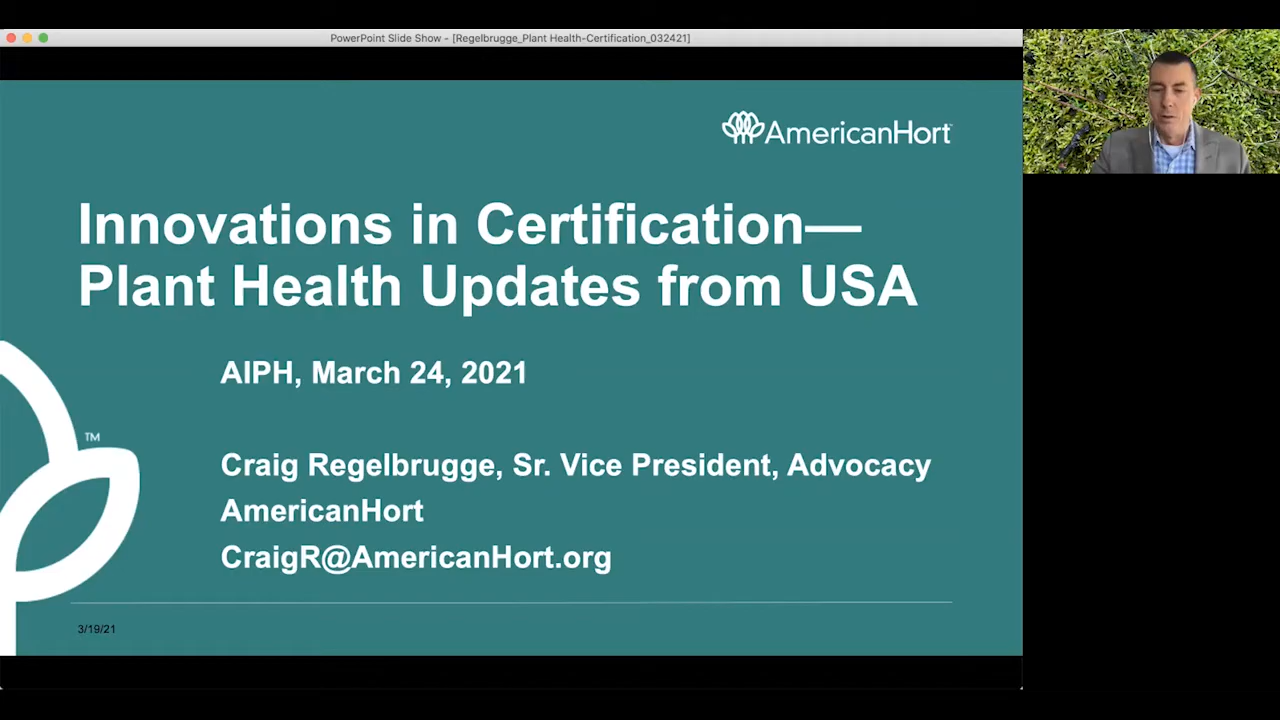 PowerPoint Slide Show - [Regelbrugge_Plant Health-Certification_032421]
AmericanHort
Innovations in Certification—
Plant Health Updates from USA
AIPH, March 24, 2021
TM
Craig Regelbrugge, Sr. Vice President, Advocacy
AmericanHort
CraigR@AmericanHort.org
3/19/21